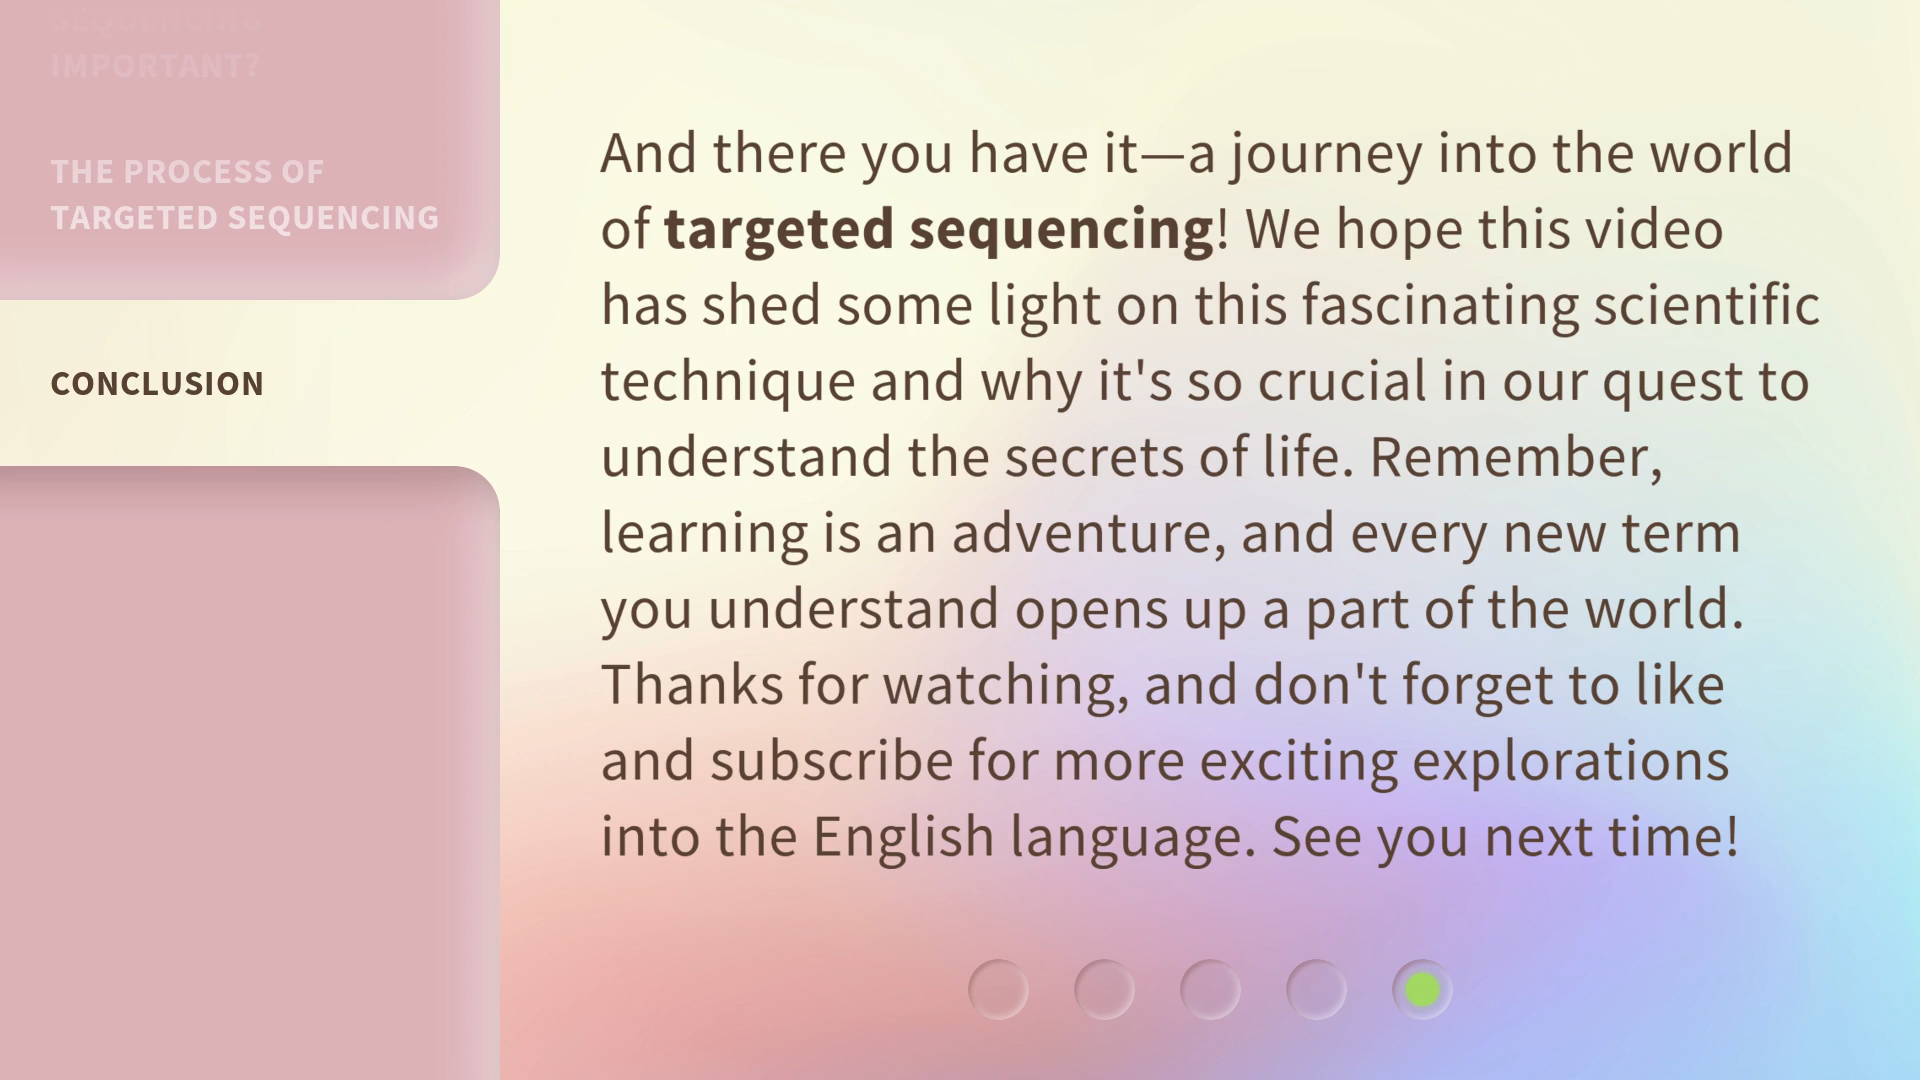 SEQUENCING
IMPORTANT?
THE PROCESS OF
TARGETED SEQUENCING
CONCLUSION
And there you have it—a journey into the world
of targeted sequencing! We hope this video
has shed some light on this fascinating scientific
technique and why it's so crucial in our quest to
understand the secrets of life. Remember,
learning is an adventure, and every new term
you understand opens up a part of the world.
Thanks for watching, and don't forget to like
and subscribe for more exciting explorations
into the English language. See you next time!